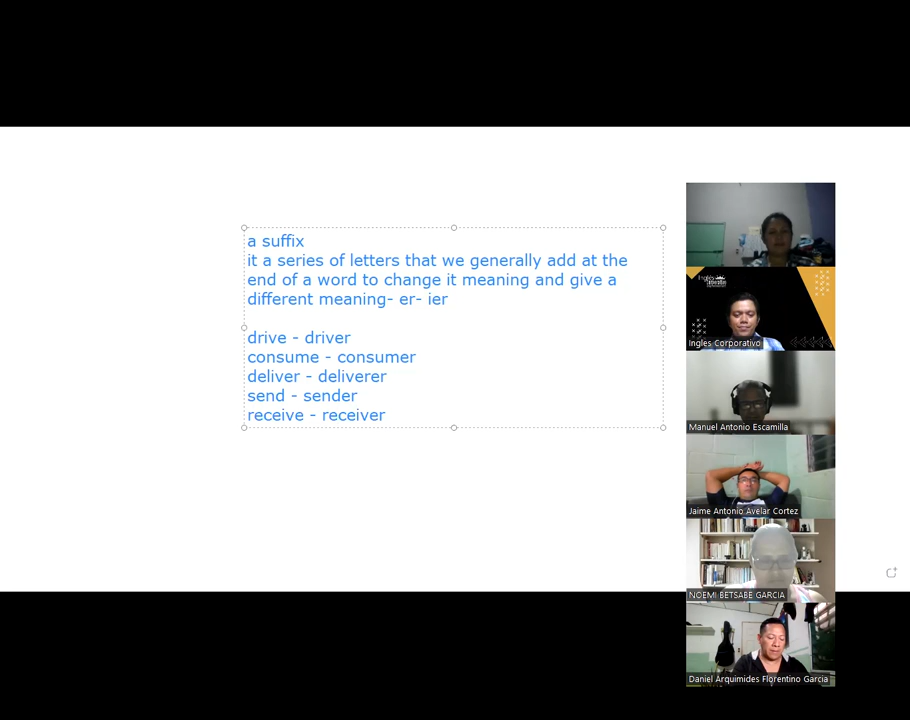 a suffix
it a series of letters that we generally add at the
end of a word to change it meaning and give a
different meaning- er- ier
drive - driver
consume - consumer
deliver - deliverer
send - sender
receive - receiver
Inglés
Corporativo
Ingles Corporativo
Manuel Antonio Escamilla
Jaime Antonio Avelar Cortez
NOEMI BETSABE GARCIA
Daniel Arquimides Florentino Garcia